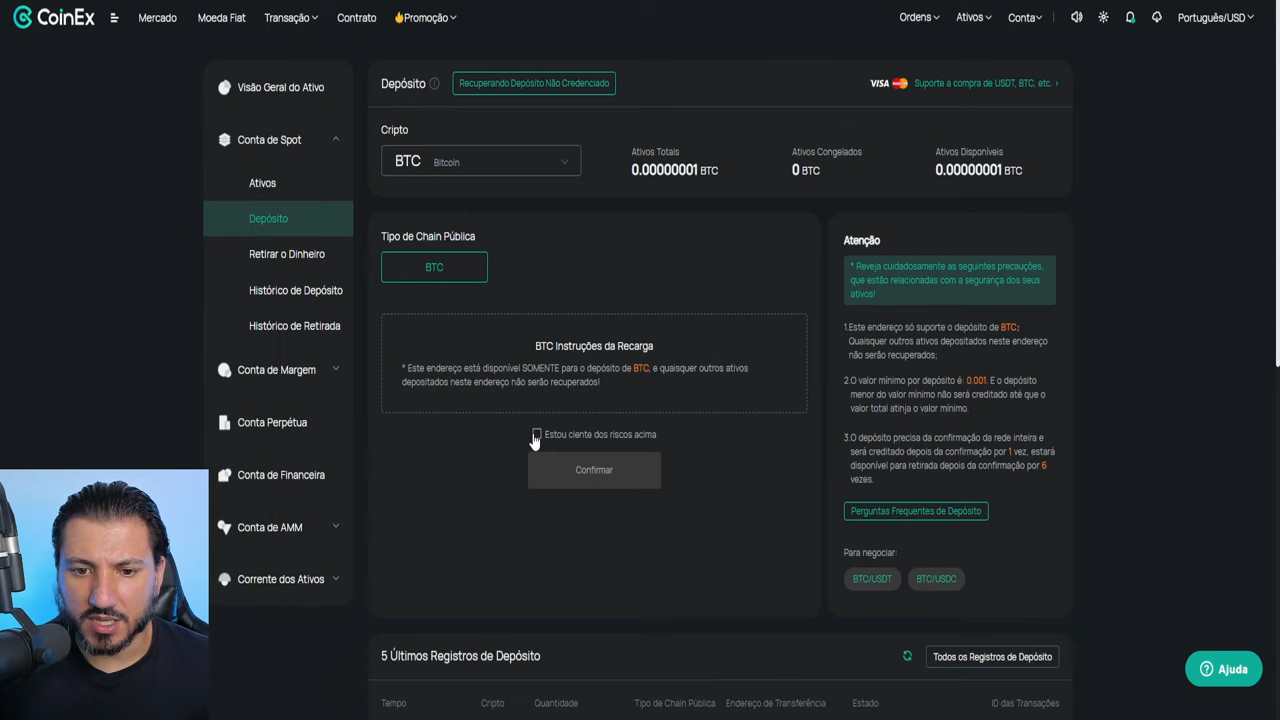 CoinEx
Mercado
Moeda Fiat
Transação
Contrato
🔥Promoção
Ordens
Ativos
Conta
Português/USD
Visão Geral do Ativo
Conta de Spot
Ativos
Depósito
Retirar o Dinheiro
Histórico de Depósito
Histórico de Retirada
Conta de Margem
Conta Perpétua
Conta de Financeira
Conta de AMM
Corrente dos Ativos
Depósito
Recuperando Depósito Não Credenciado
VISA
Suporte a compra de USDT, BTC, etc. ›
Cripto
BTC Bitcoin
Ativos Totais
0.00000001 BTC
Ativos Congelados
0 BTC
Ativos Disponíveis
0.00000001 BTC
Tipo de Chain Pública
BTC
BTC Instruções da Recarga
* Este endereço está disponível SOMENTE para o depósito de BTC, e quaisquer outros ativos
depositados neste endereço não serão recuperados!
Estou ciente dos riscos acima
Confirmar
Atenção
* Reveja cuidadosamente as seguintes precauções,
que estão relacionadas com a segurança dos seus
ativos!
1.Este endereço só suporte o depósito de BTC;
Quaisquer outros ativos depositados neste endereço
não serão recuperados;
2.O valor mínimo por depósito é: 0.001. E o depósito
menor do valor mínimo não será creditado até que o
valor total atinja o valor mínimo.
3.O depósito precisa da confirmação da rede inteira e
será creditado depois da confirmação por 1 vez, estará
disponível para retirada depois da confirmação por 6
vezes.
Perguntas Frequentes de Depósito
Para negociar:
BTC/USDT
BTC/USDC
5 Últimos Registros de Depósito
Todos os Registros de Depósito
Tempo
Cripto
Quantidade
Tipo de Chain Pública
Endereço de Transferência
Estado
ID das Transações
Ajuda